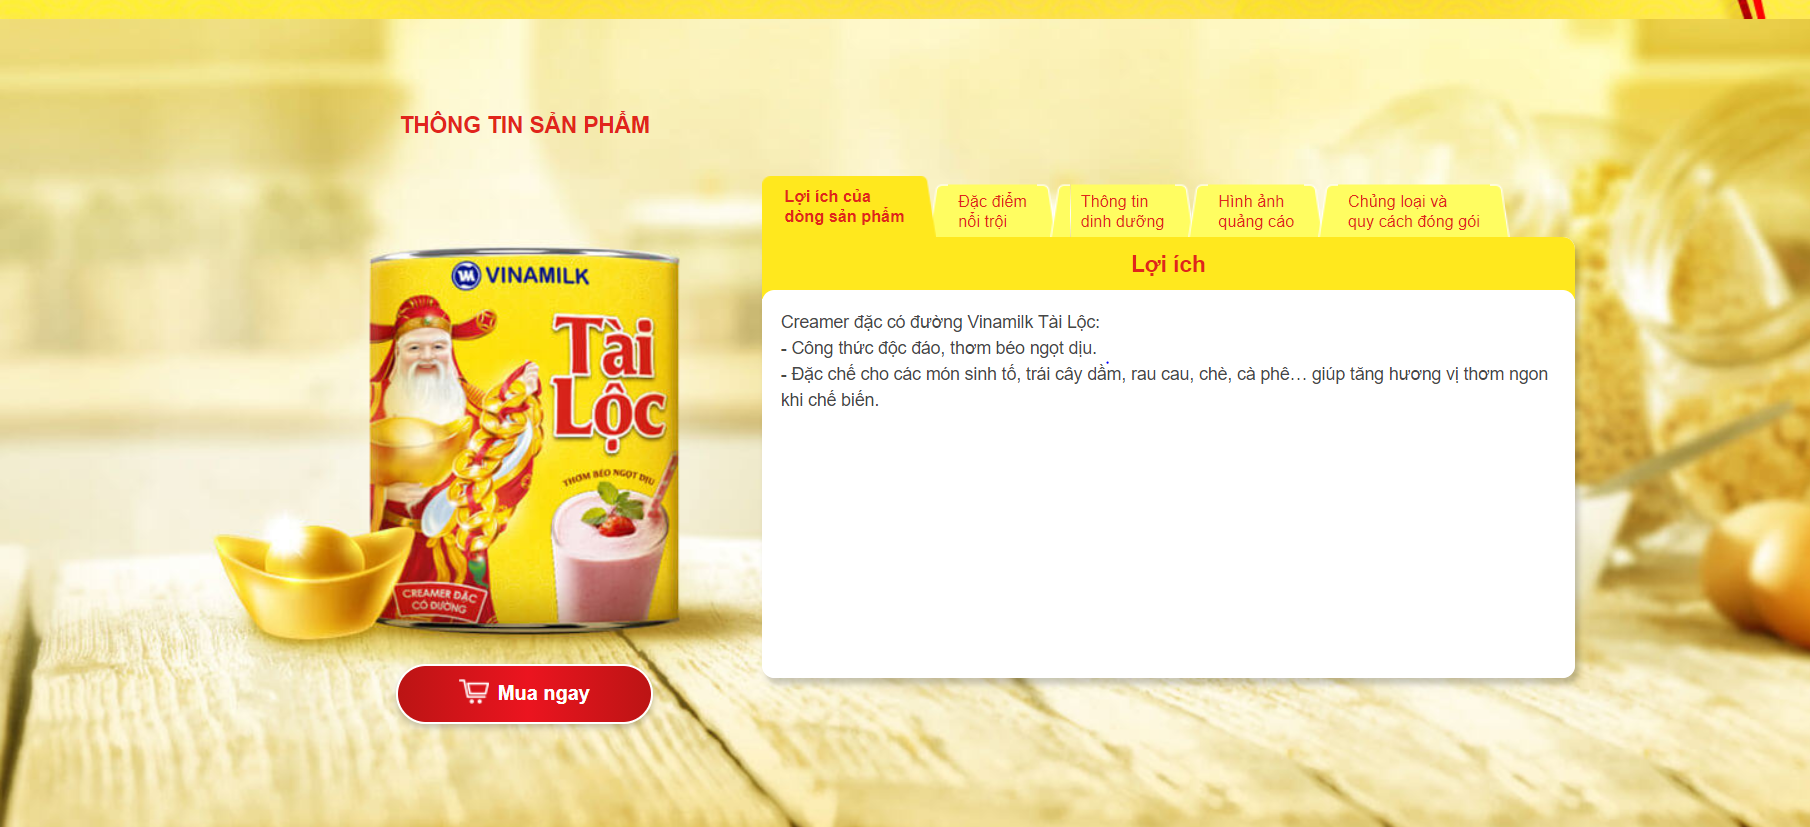 THÔNG TIN SẢN PHẨM
VINAMILK
Tài
Lộc
THƠM BÉO NGỌT DỊU
CREAMER ĐẶC
CÓ ĐƯỜNG
Mua ngay
Lợi ích của
dòng sản phẩm
Đặc điểm
nổi trội
Thông tin
dinh dưỡng
Hình ảnh
quảng cáo
Chủng loại và
quy cách đóng gói
Lợi ích
Creamer đặc có đường Vinamilk Tài Lộc:
- Công thức độc đáo, thơm béo ngọt dịu.
- Đặc chế cho các món sinh tố, trái cây dầm, rau cau, chè, cà phê… giúp tăng hương vị thơm ngon
khi chế biến.